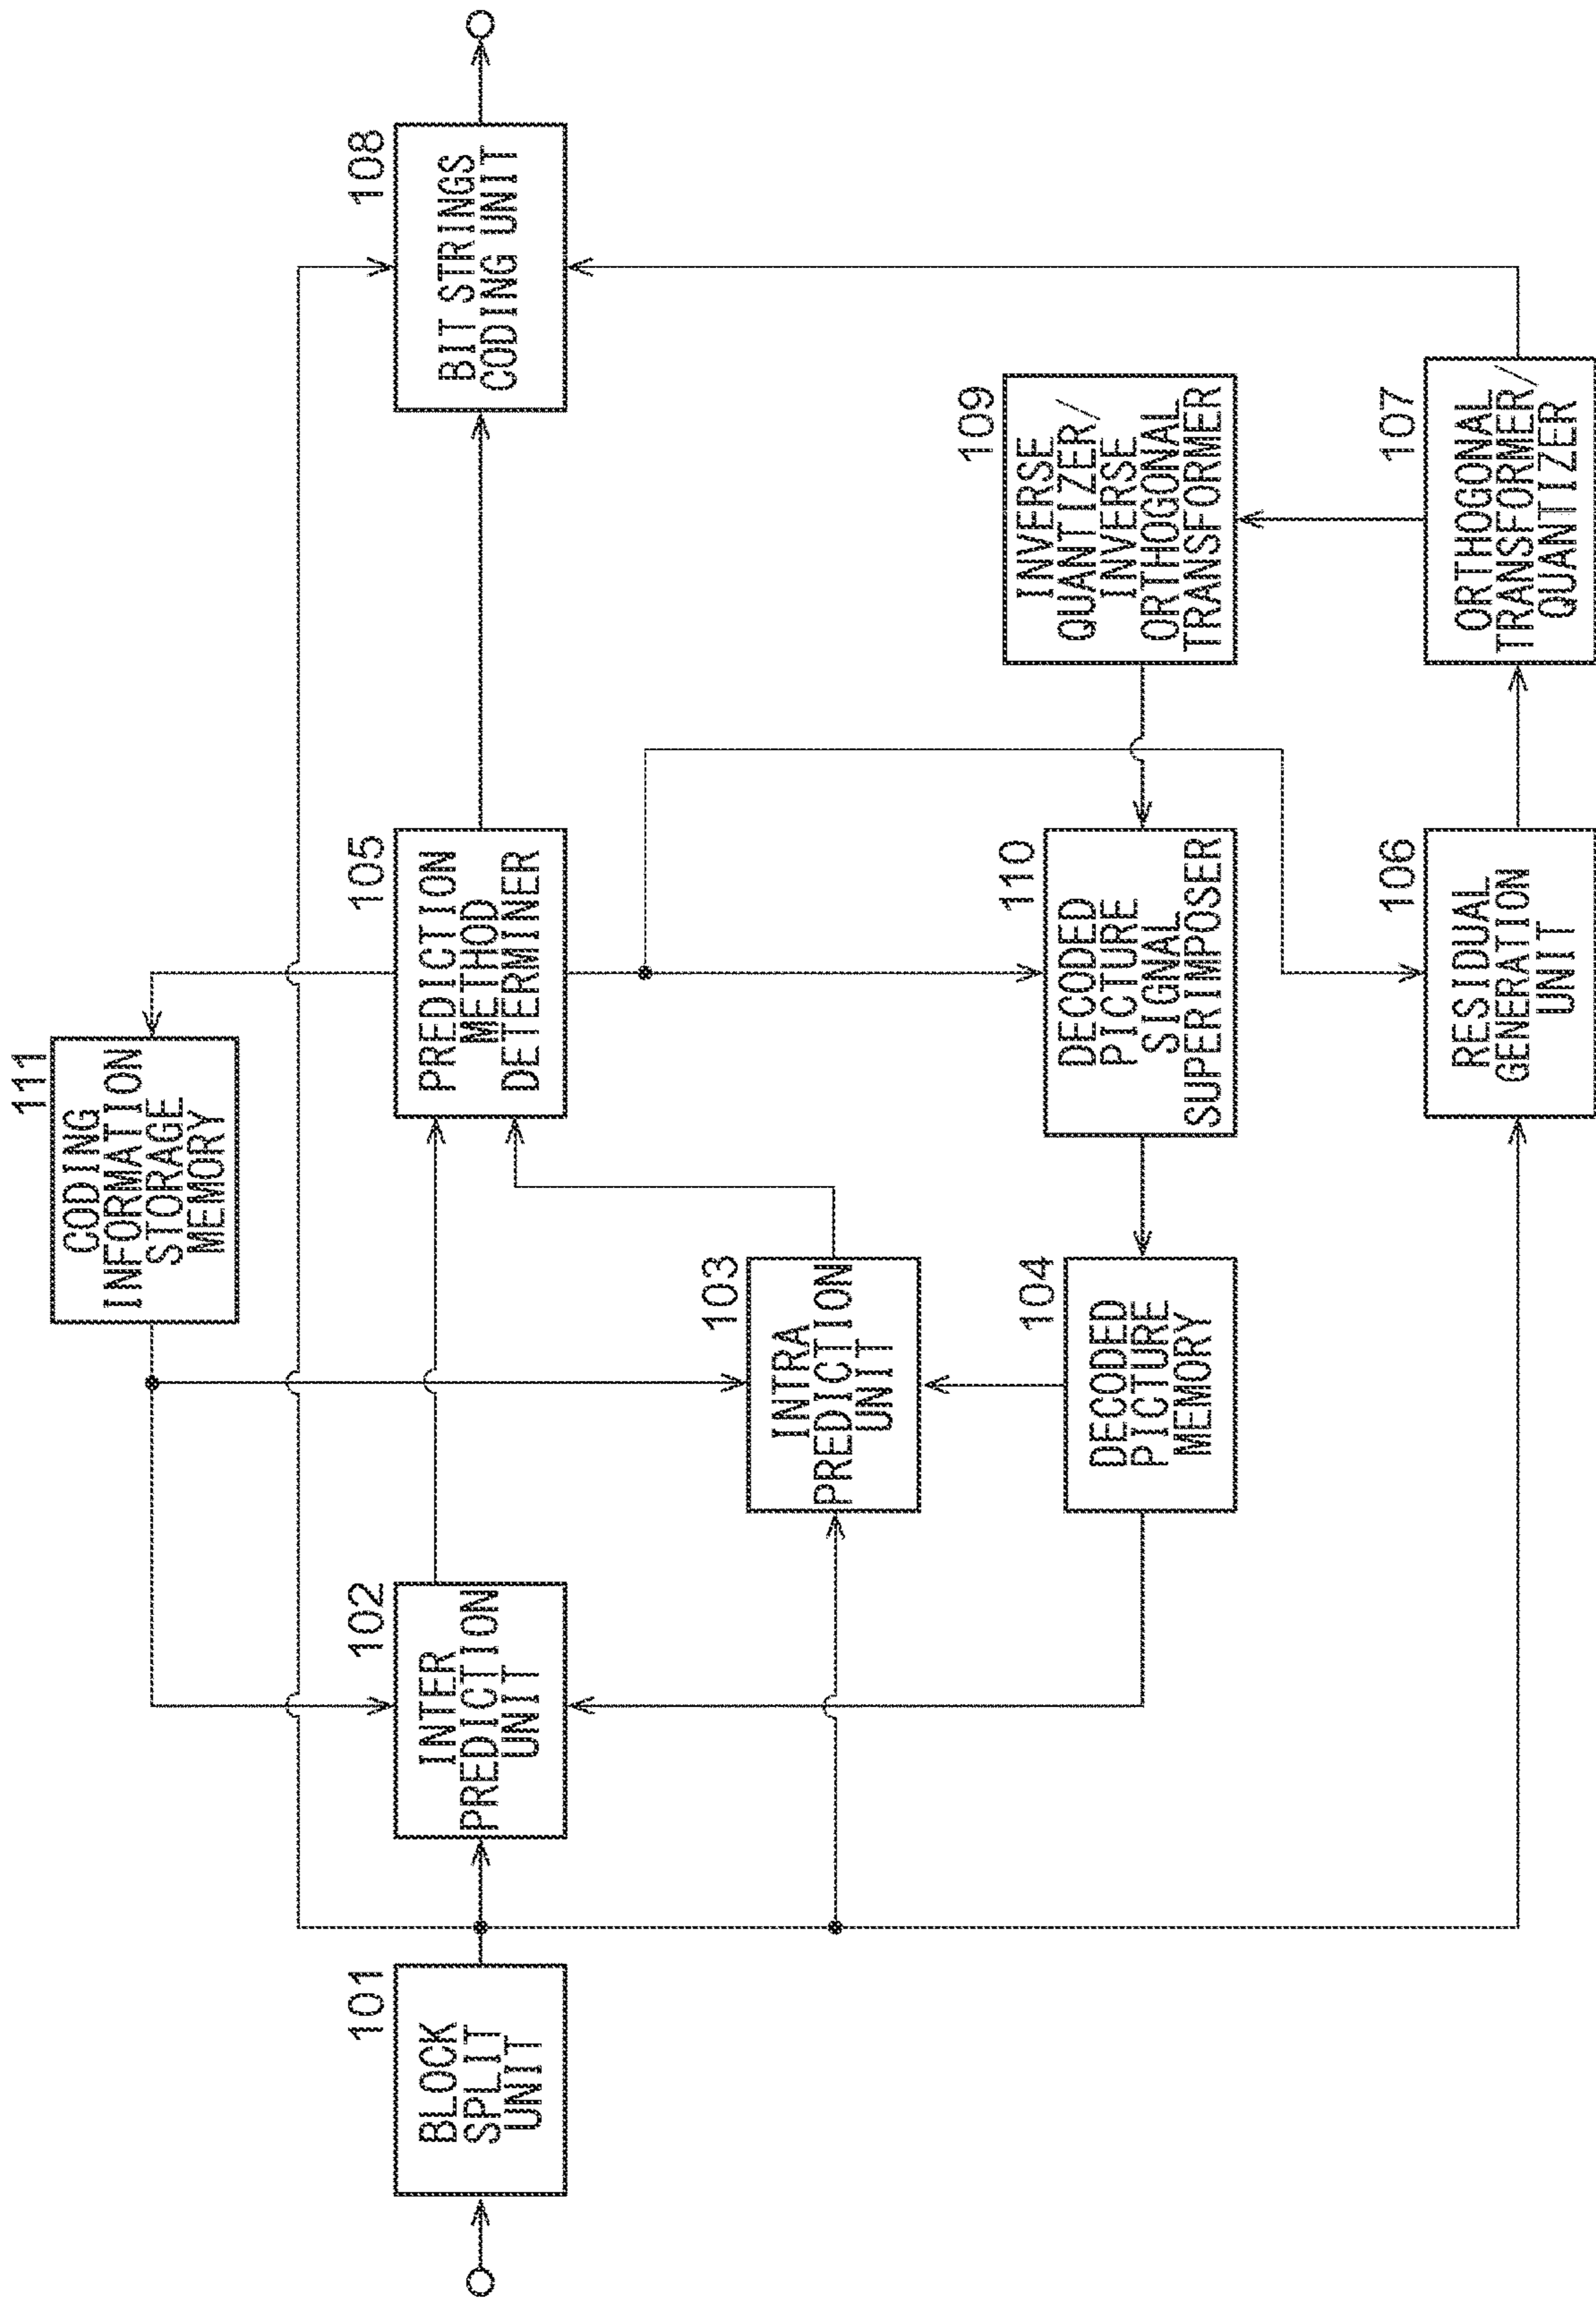 111
CODING
INFORMATION
STORAGE
MEMORY
101
BLOCK
SPLIT
UNIT
102
INTER
PREDICTION
UNIT
105
PREDICTION
METHOD
DETERMINER
108
BIT STRINGS
CODING UNIT
103
INTRA
PREDICTION
UNIT
104
DECODED
PICTURE
MEMORY
110
DECODED
PICTURE
SIGNAL
SUPERIMPOSER
109
INVERSE
QUANTIZER/
INVERSE
ORTHOGONAL
TRANSFORMER
106
RESIDUAL
GENERATION
UNIT
107
ORTHOGONAL
TRANSFORMER/
QUANTIZER